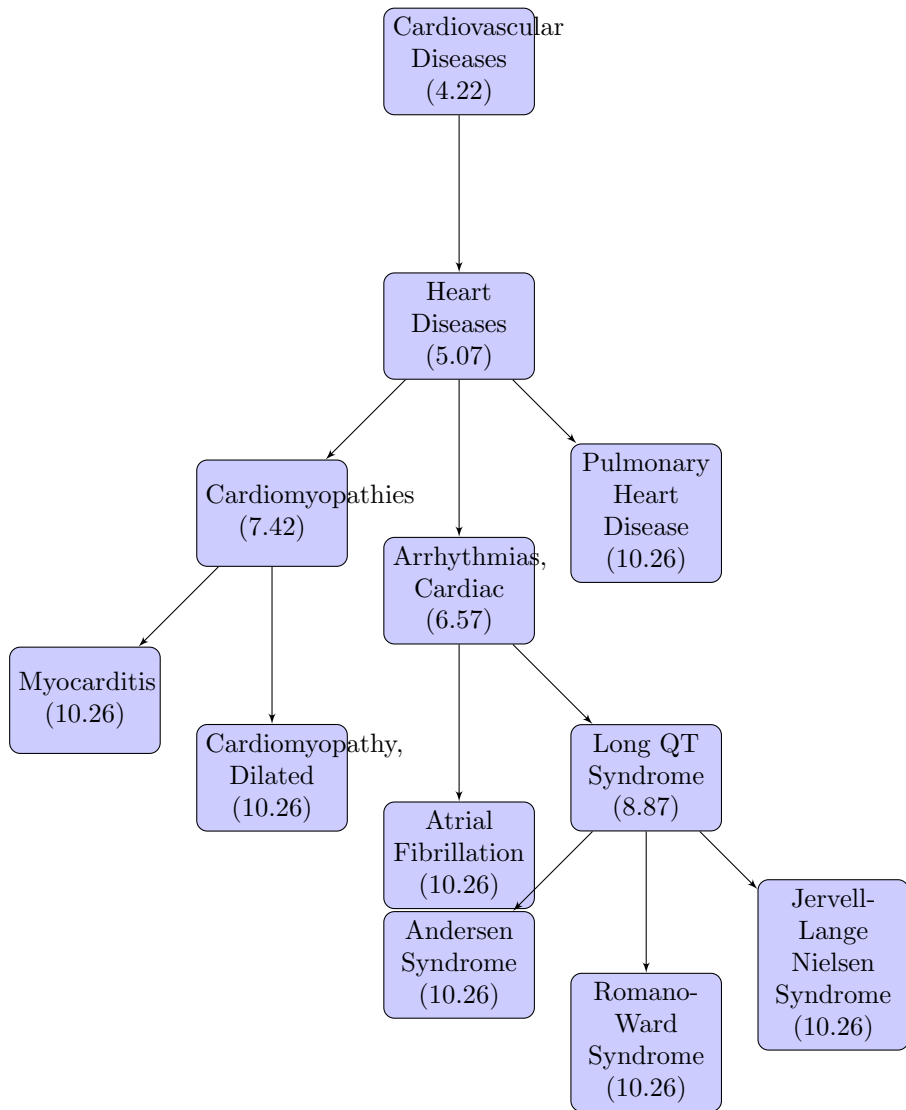 Cardiovascular
Diseases
(4.22)
Heart
Diseases
(5.07)
Cardiomyopathies
(7.42)
Arrhythmias,
Cardiac
(6.57)
Pulmonary
Heart
Disease
(10.26)
Myocarditis
(10.26)
Cardiomyopathy,
Dilated
(10.26)
Atrial
Fibrillation
(10.26)
Long QT
Syndrome
(8.87)
Andersen
Syndrome
(10.26)
Romano-
Ward
Syndrome
(10.26)
Jervell-
Lange
Nielsen
Syndrome
(10.26)